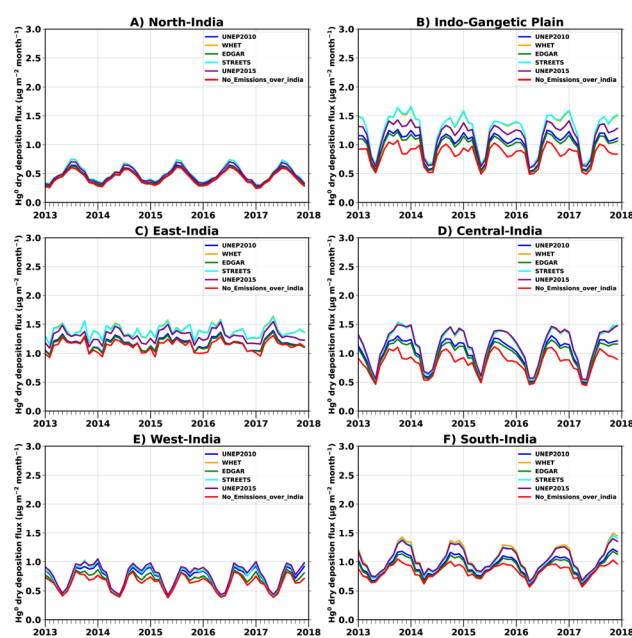 A) North-India
Hg⁰ dry deposition flux (μg m⁻² month⁻¹)
3.0
2.5
2.0
1.5
1.0
0.5
0.0
2013 2014 2015 2016 2017 2018
UNEP2010
WHET
EDGAR
STREETS
UNEP2015
No_Emissions_over_india
B) Indo-Gangetic Plain
Hg⁰ dry deposition flux (μg m⁻² month⁻¹)
3.0
2.5
2.0
1.5
1.0
0.5
0.0
2013 2014 2015 2016 2017 2018
UNEP2010
WHET
EDGAR
STREETS
UNEP2015
No_Emissions_over_india
C) East-India
Hg⁰ dry deposition flux (μg m⁻² month⁻¹)
3.0
2.5
2.0
1.5
1.0
0.5
0.0
2013 2014 2015 2016 2017 2018
UNEP2010
WHET
EDGAR
STREETS
UNEP2015
No_Emissions_over_india
D) Central-India
Hg⁰ dry deposition flux (μg m⁻² month⁻¹)
3.0
2.5
2.0
1.5
1.0
0.5
0.0
2013 2014 2015 2016 2017 2018
UNEP2010
WHET
EDGAR
STREETS
UNEP2015
No_Emissions_over_india
E) West-India
Hg⁰ dry deposition flux (μg m⁻² month⁻¹)
3.0
2.5
2.0
1.5
1.0
0.5
0.0
2013 2014 2015 2016 2017 2018
UNEP2010
WHET
EDGAR
STREETS
UNEP2015
No_Emissions_over_india
F) South-India
Hg⁰ dry deposition flux (μg m⁻² month⁻¹)
3.0
2.5
2.0
1.5
1.0
0.5
0.0
2013 2014 2015 2016 2017 2018
UNEP2010
WHET
EDGAR
STREETS
UNEP2015
No_Emissions_over_india